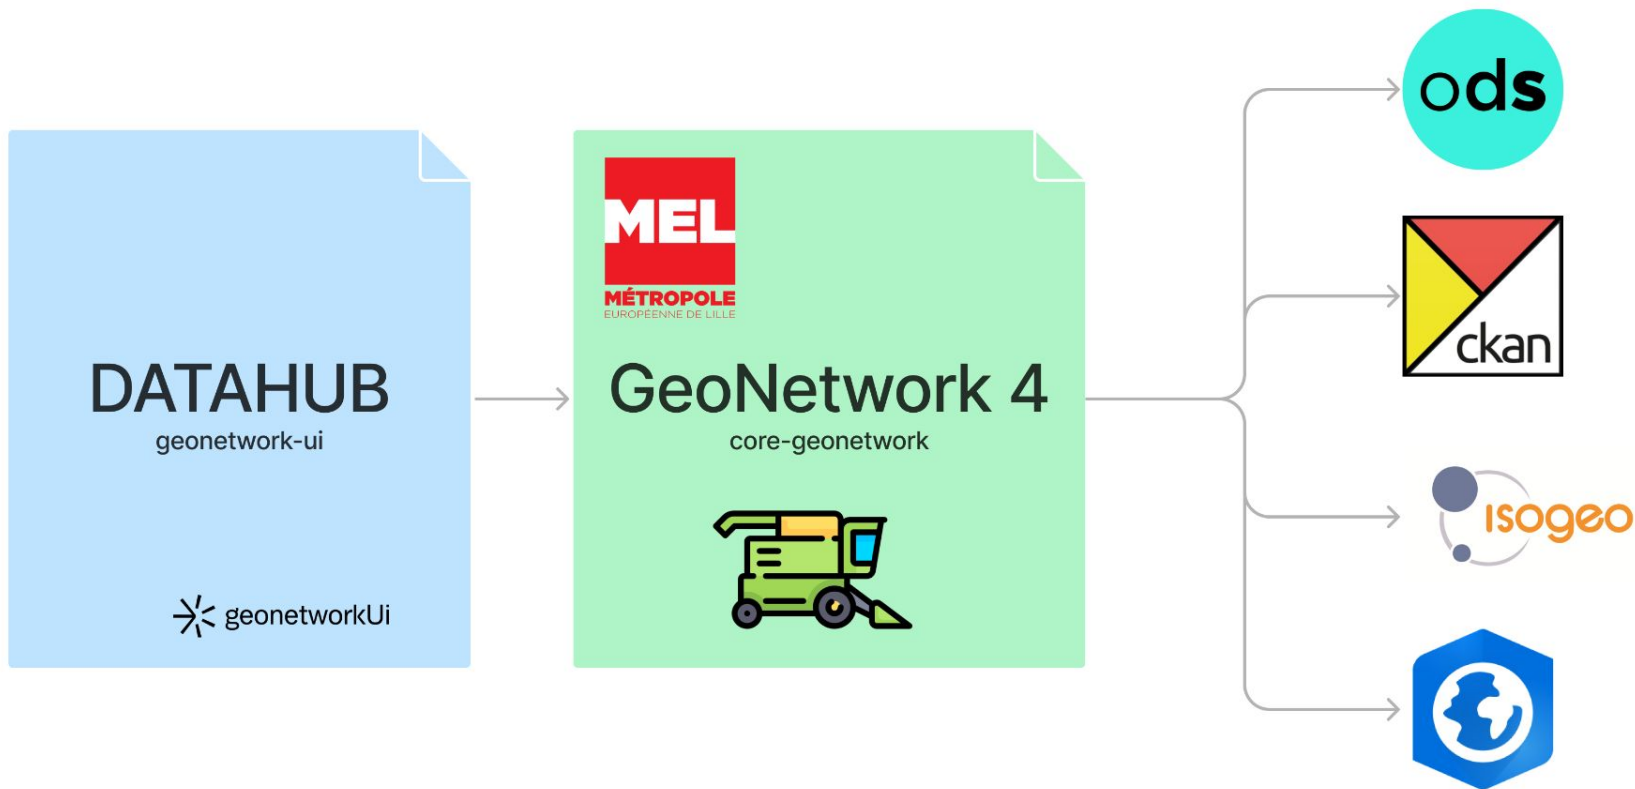 DATAHUB
geonetwork-ui
geonetworkUi
MEL
MÉTROPOLE
EUROPÉENNE DE LILLE
GeoNetwork 4
core-geonetwork
ods
ckan
isogeo